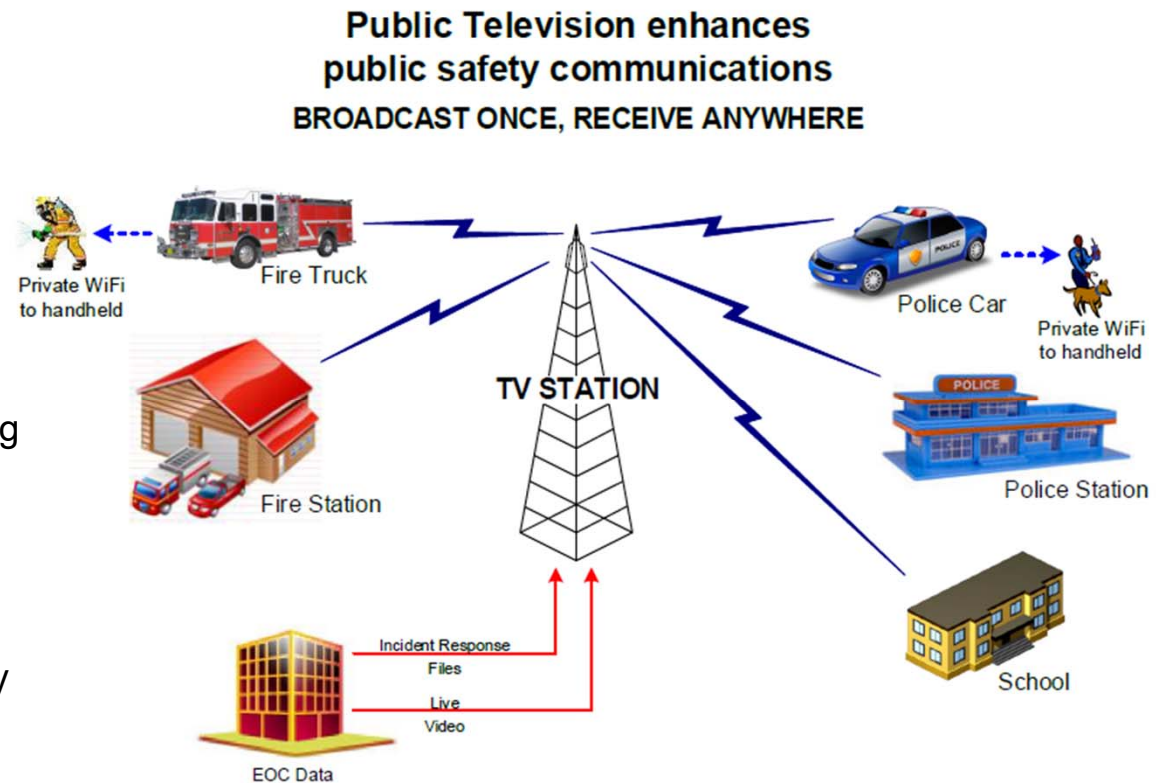 Public Television enhances
public safety communications
BROADCAST ONCE, RECEIVE ANYWHERE
Fire Truck
Private WiFi
to handheld
POLICE
Police Car
Private WiFi
to handheld
TV STATION
g
Fire Station
POLICE
Police Station
Incident Response
Files
Live
Video
y
School
EOC Data